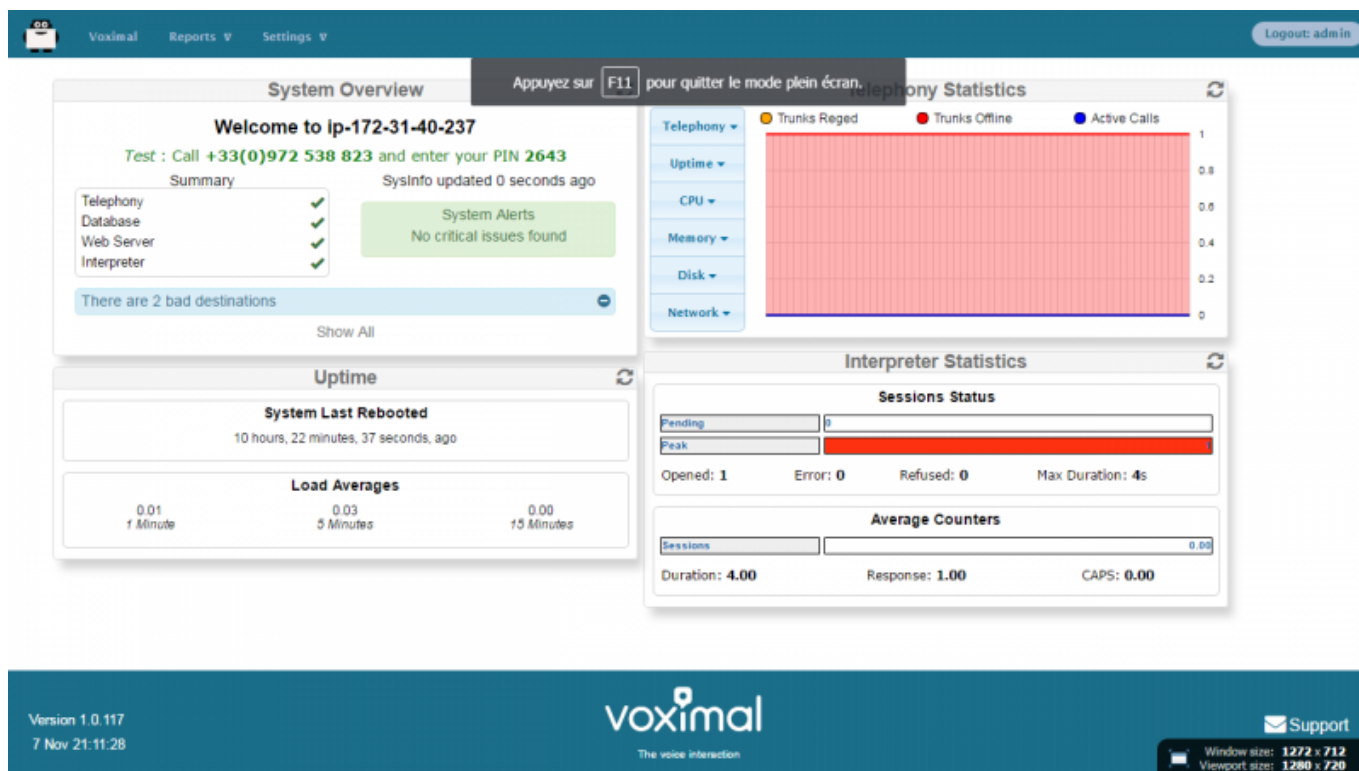 Voximal Reports ∇ Settings ∇ Logout: admin
Appuyez sur F11 pour quitter le mode plein écran.
System Overview
Welcome to ip-172-31-40-237
Test : Call +33(0)972 538 823 and enter your PIN 2643
Summary
Telephony
Database
Web Server
Interpreter
SysInfo updated 0 seconds ago
System Alerts
No critical issues found
There are 2 bad destinations
Show All
Uptime
System Last Rebooted
10 hours, 22 minutes, 37 seconds, ago
Load Averages
0.01 0.03 0.00
1 Minute 5 Minutes 15 Minutes
Telephony Statistics
Telephony
Uptime
CPU
Memory
Disk
Network
Trunks Reged Trunks Offline Active Calls
1
0.8
0.6
0.4
0.2
0
Interpreter Statistics
Sessions Status
Pending 0
Peak 1
Opened: 1 Error: 0 Refused: 0 Max Duration: 4s
Average Counters
Sessions 0.00
Duration: 4.00 Response: 1.00 CAPS: 0.00
Version 1.0.117
7 Nov 21:11:28
voximal
The voice interaction
Support
Window size: 1272 x 712
Viewport size: 1280 x 720